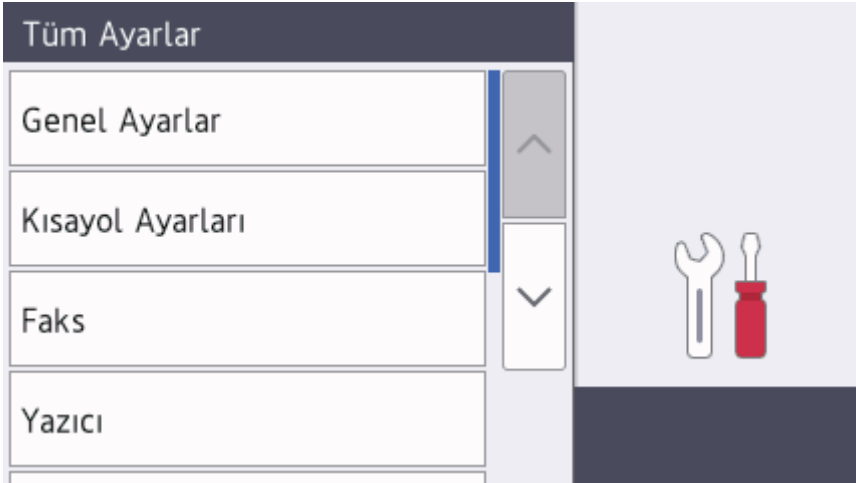 Tüm Ayarlar
Genel Ayarlar
Kısayol Ayarları
Faks
Yazıcı